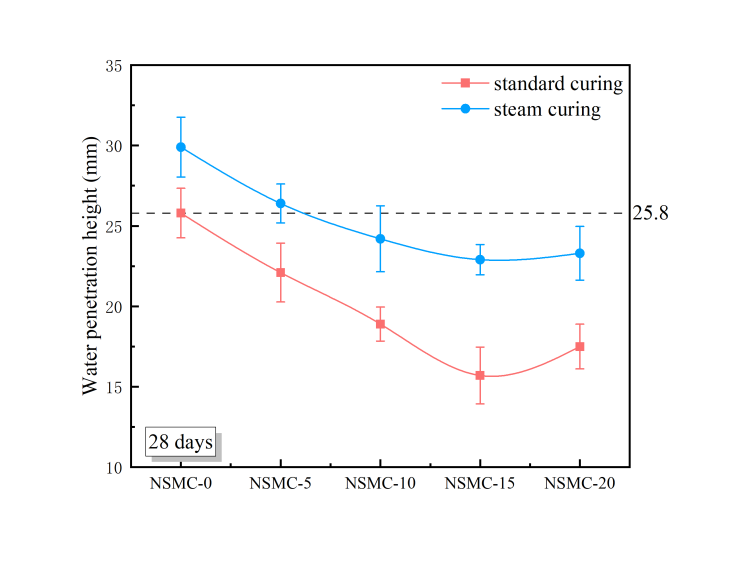 35
standard curing
steam curing
30
25.8
25
20
15
10
Water penetration height (mm)
28 days
NSMC-0 NSMC-5 NSMC-10 NSMC-15 NSMC-20